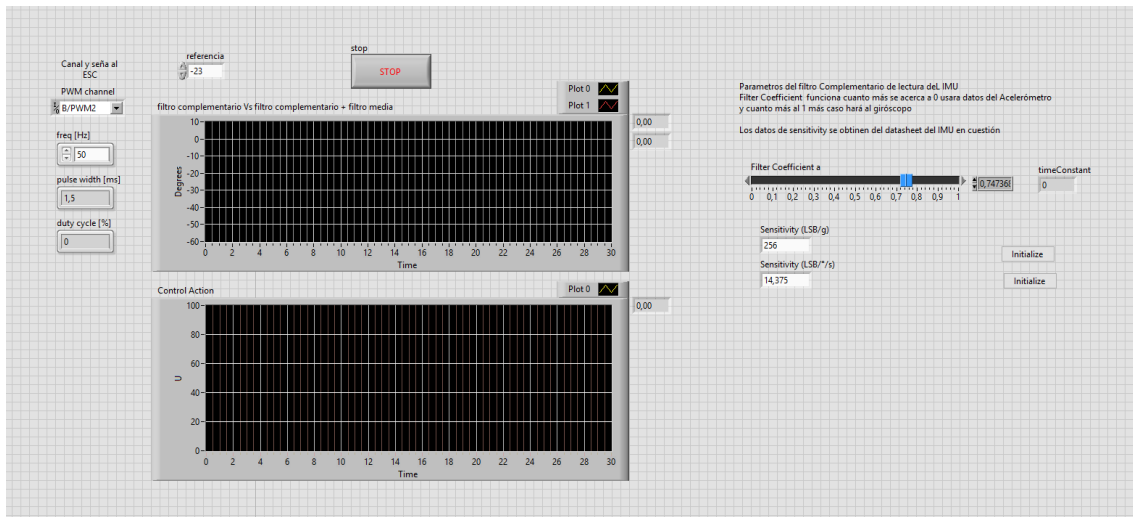 Canal y seña al
ESC
PWM channel
B/PWM2
freq [Hz]
50
pulse width [ms]
1,5
duty cycle [%]
0
referencia
-23
stop
STOP
filtro complementario Vs filtro complementario + filtro media
Plot 0
Plot 1
0,00
0,00
Degrees
10
0
-10
-20
-30
-40
-50
-60
0 2 4 6 8 10 12 14 16 18 20 22 24 26 28 30
Time
Control Action
Plot 0
0,00
U
100
80
60
40
20
0
0 2 4 6 8 10 12 14 16 18 20 22 24 26 28 30
Time
Parametros del filtro Complementario de lectura deL IMU
Filter Coefficient funciona cuanto más se acerca a 0 usara datos del Acelerómetro
y cuanto más al 1 más caso hará al giróscopo
Los datos de sensitivity se obtinen del datasheet del IMU en cuestión
Filter Coefficient a
0 0,1 0,2 0,3 0,4 0,5 0,6 0,7 0,8 0,9 1
0,747368
timeConstant
0
Sensitivity (LSB/g)
256
Sensitivity (LSB/°/s)
14,375
Initialize
Initialize